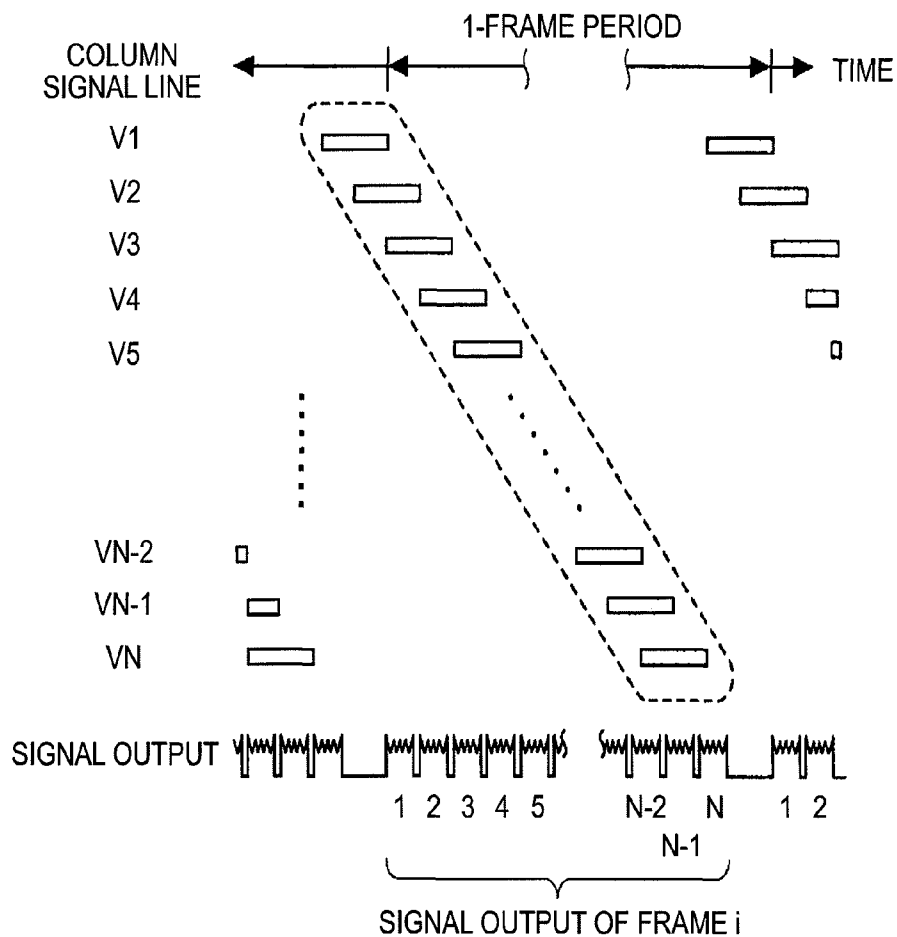 1-FRAME PERIOD
COLUMN
SIGNAL LINE
TIME
V1
V2
V3
V4
V5
VN-2
VN-1
VN
SIGNAL OUTPUT
1 2 3 4 5 N-2 N 1 2
N-1
SIGNAL OUTPUT OF FRAME i